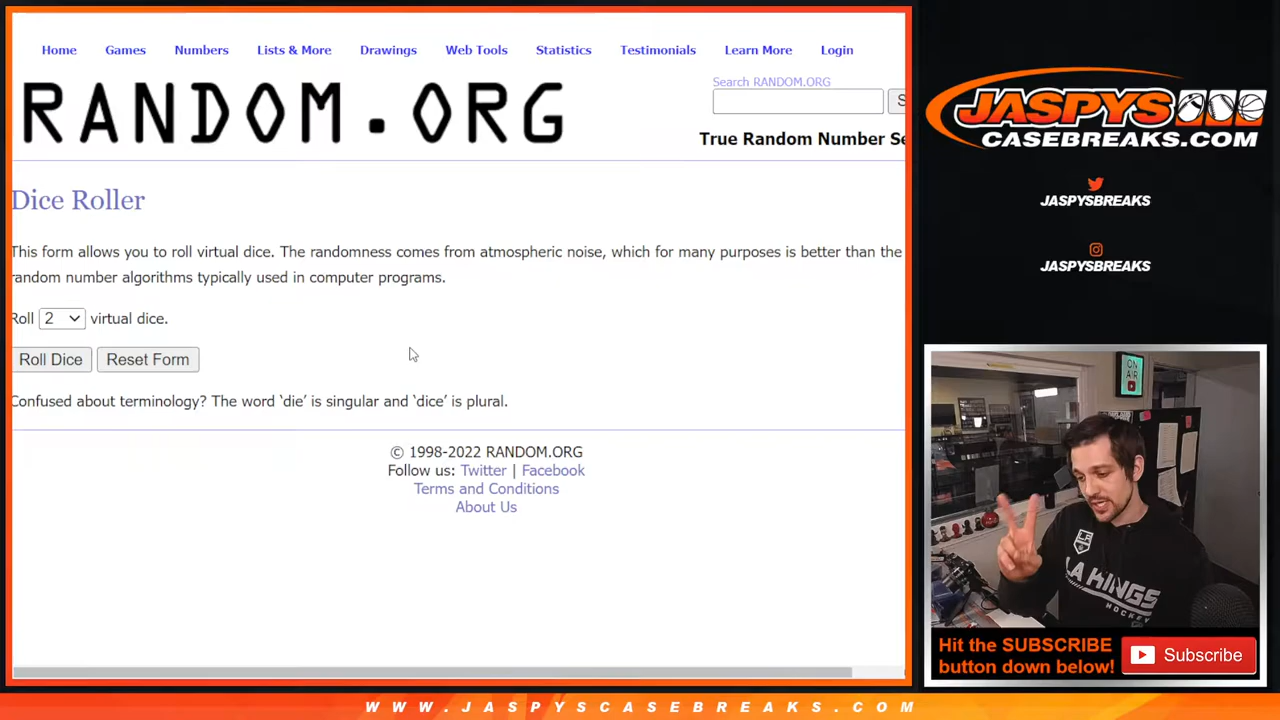 Home Games Numbers Lists & More Drawings Web Tools Statistics Testimonials Learn More Login
Search RANDOM.ORG
RANDOM.ORG
S
True Random Number Se
Dice Roller
This form allows you to roll virtual dice. The randomness comes from atmospheric noise, which for many purposes is better than the
random number algorithms typically used in computer programs.
Roll 2 virtual dice.
Roll Dice Reset Form
Confused about terminology? The word ‘die’ is singular and ‘dice’ is plural.
© 1998-2022 RANDOM.ORG
Follow us: Twitter | Facebook
Terms and Conditions
About Us
JASPYS
CASEBREAKS.COM
JASPYSBREAKS
JASPYSBREAKS
ON
AIR
LA KINGS
HOCKEY
Hit the SUBSCRIBE
button down below!
Subscribe
WWW.JASPYSCASEBREAKS.COM